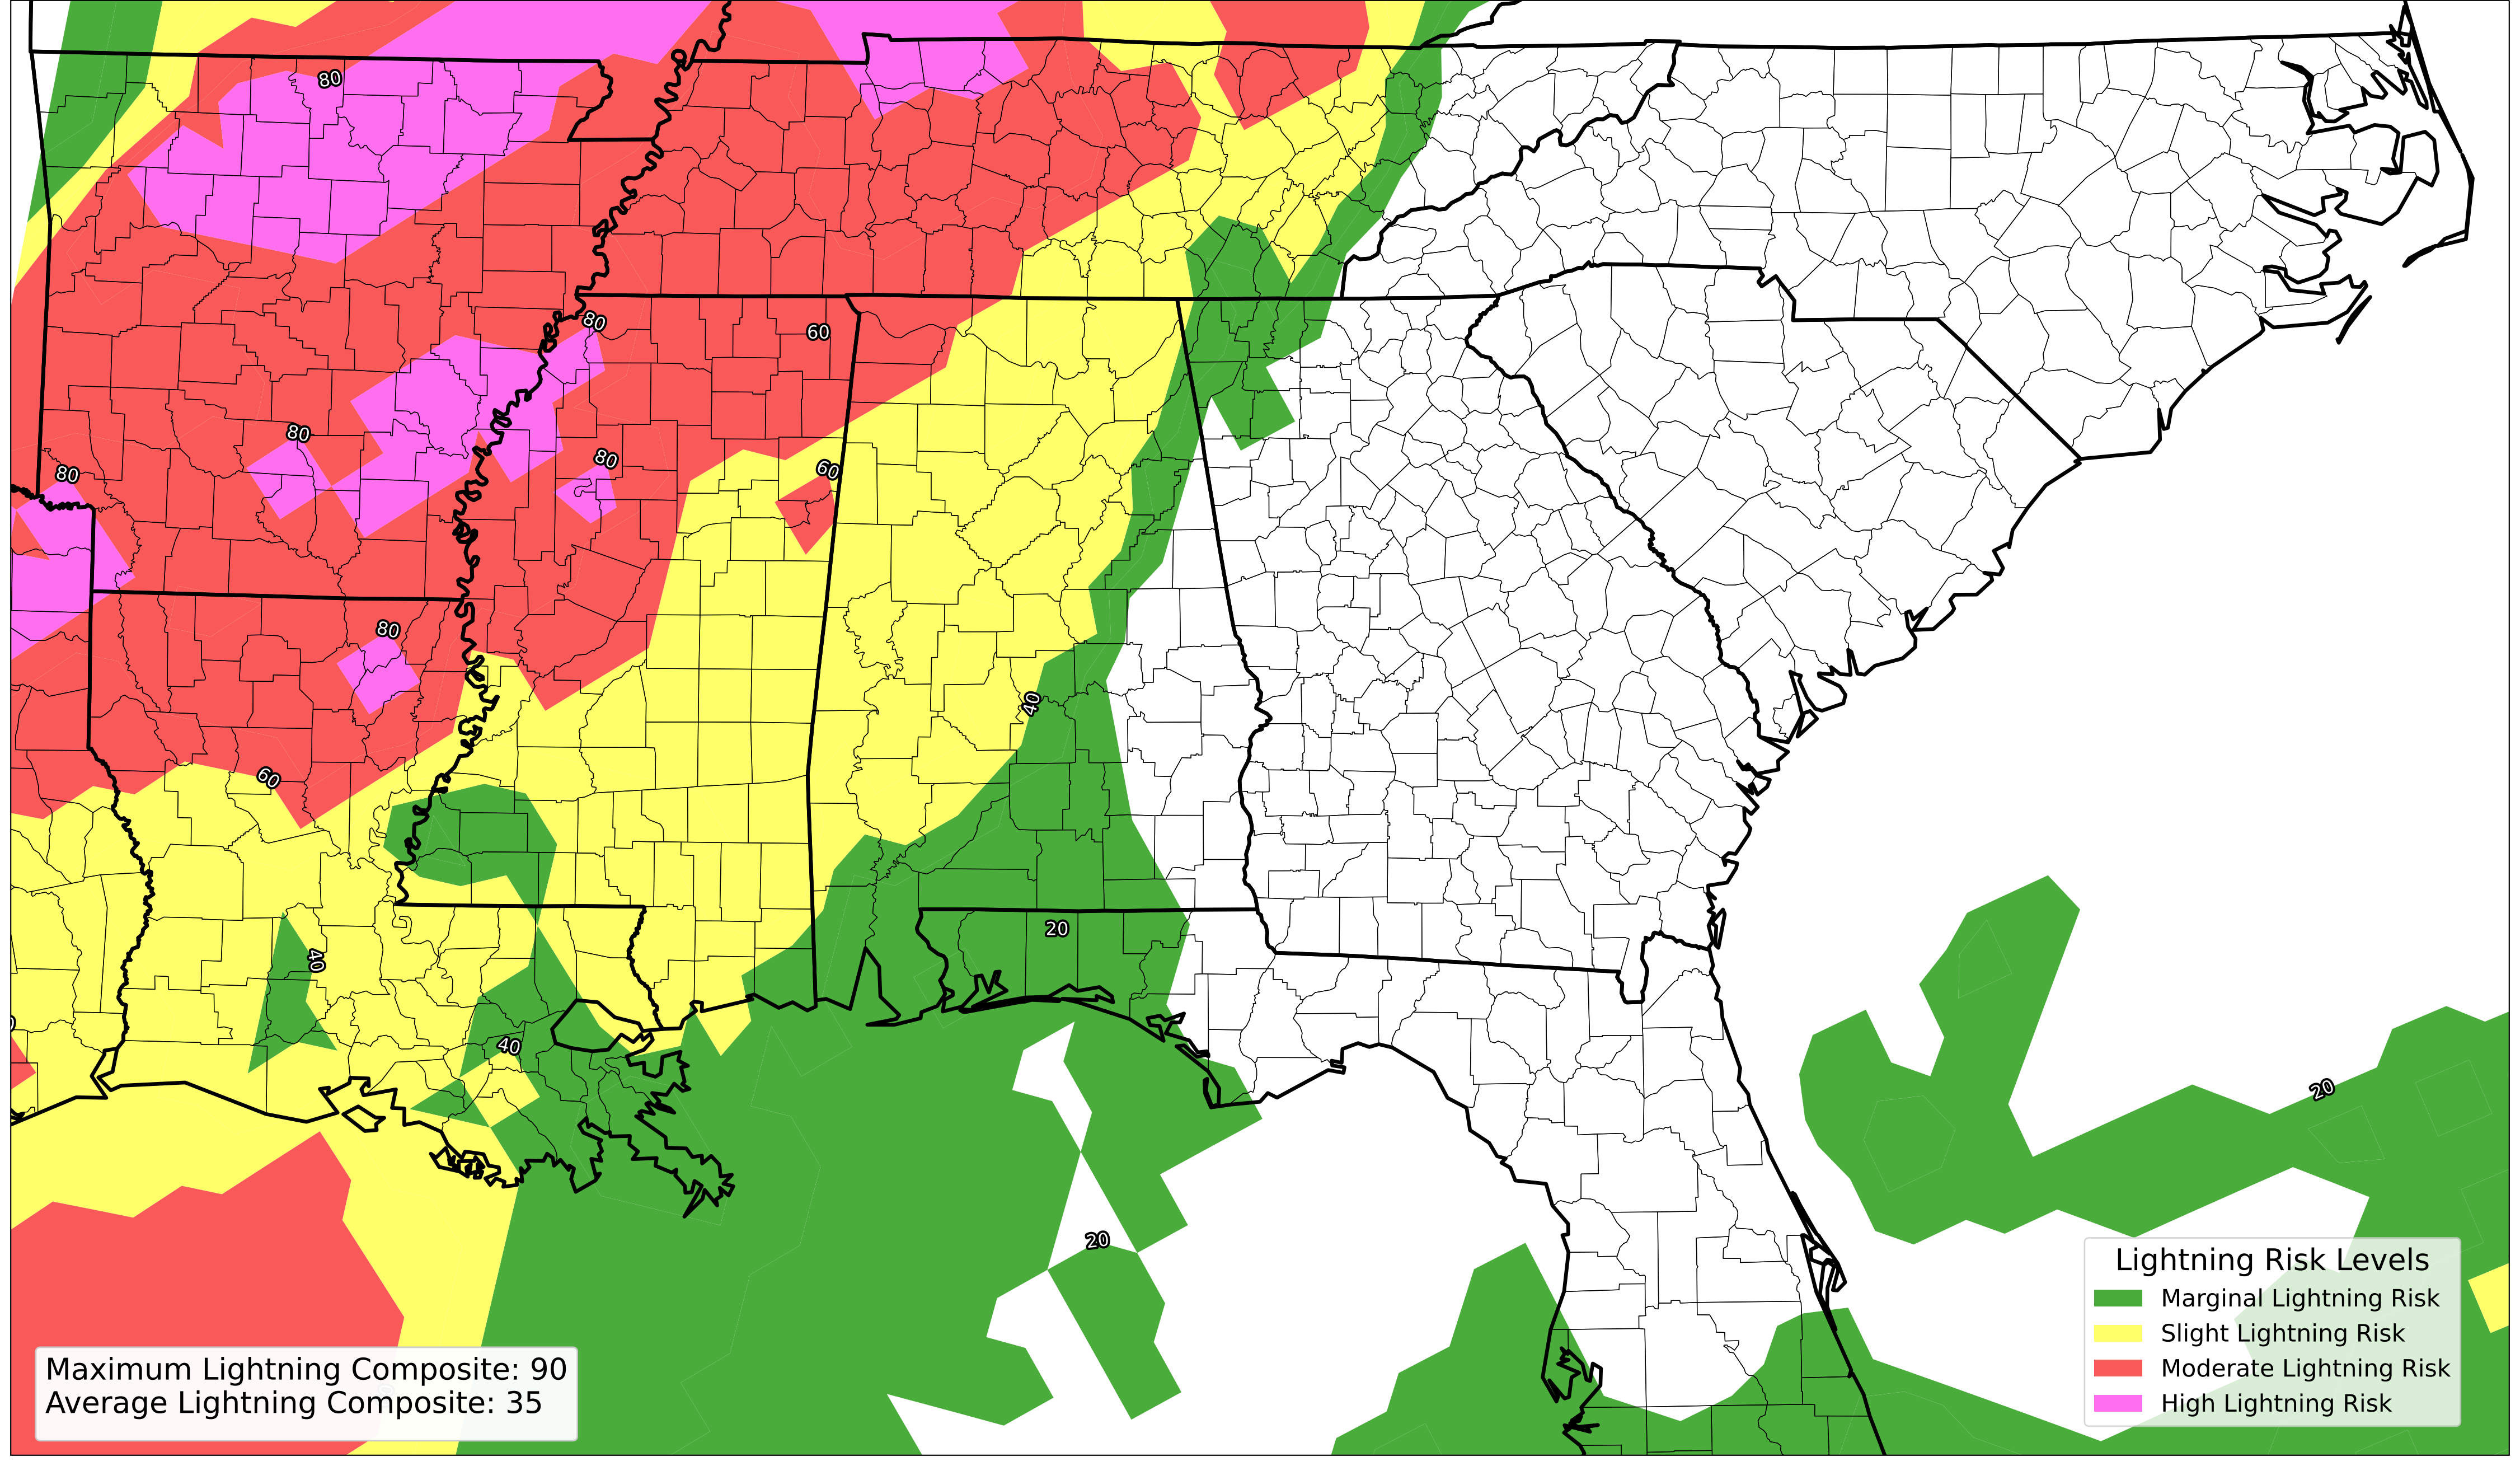 80
80
60
80
80
60
80
80
40
60
20
40
40
20
20
Lightning Risk Levels
Marginal Lightning Risk
Slight Lightning Risk
Moderate Lightning Risk
High Lightning Risk
Maximum Lightning Composite: 90
Average Lightning Composite: 35